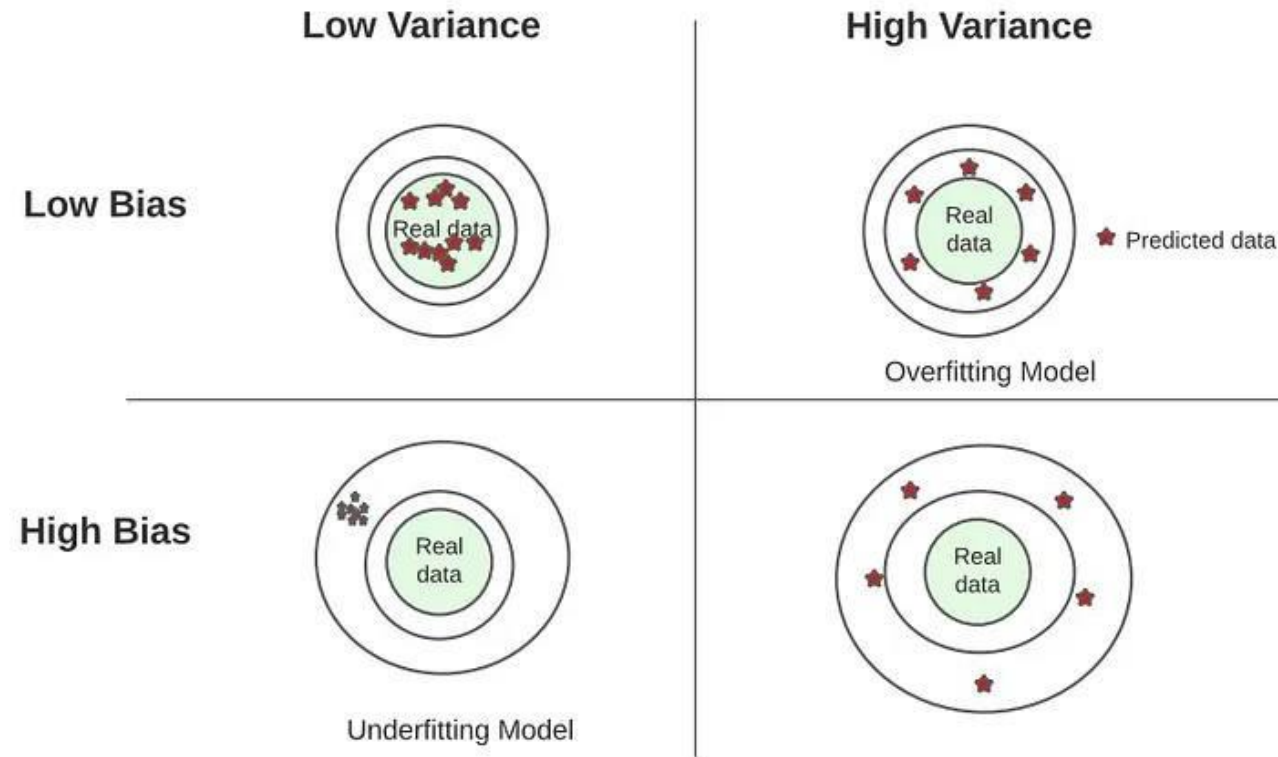 Low Variance
High Variance
Low Bias
Real data
Real
data
Predicted data
Overfitting Model
High Bias
Real
data
Real
data
Underfitting Model